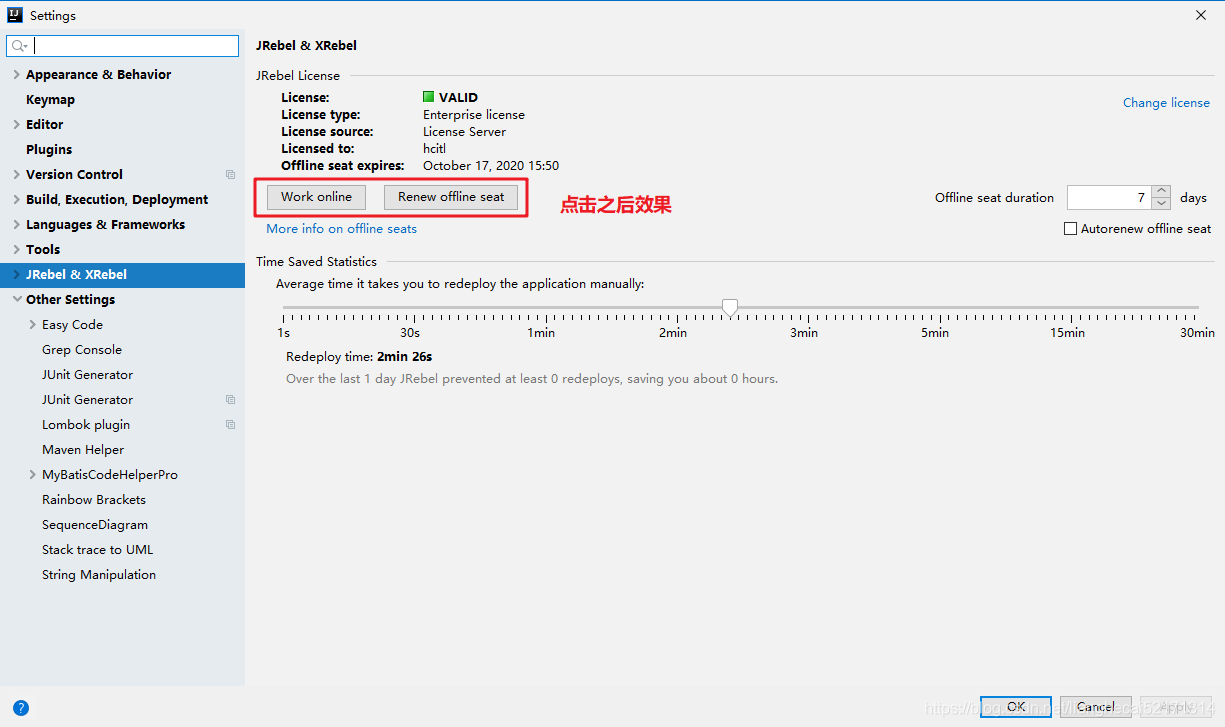 Settings
JRebel & XRebel
JRebel License
Appearance & Behavior
Keymap
Editor
Plugins
Version Control
Build, Execution, Deployment
Languages & Frameworks
Tools
JRebel & XRebel
Other Settings
Easy Code
Grep Console
JUnit Generator
JUnit Generator
Lombok plugin
Maven Helper
MyBatisCodeHelperPro
Rainbow Brackets
SequenceDiagram
Stack trace to UML
String Manipulation
License: VALID
Change license
License type: Enterprise license
License source: License Server
Licensed to: hcitl
Offline seat expires: October 17, 2020 15:50
Work online Renew offline seat 点击之后效果 Offline seat duration 7 days
More info on offline seats Autorenew offline seat
Time Saved Statistics
Average time it takes you to redeploy the application manually:
1s 30s 1min 2min 3min 5min 15min 30min
Redeploy time: 2min 26s
Over the last 1 day JRebel prevented at least 0 redeploys, saving you about 0 hours.
?
OK Cancel Apply